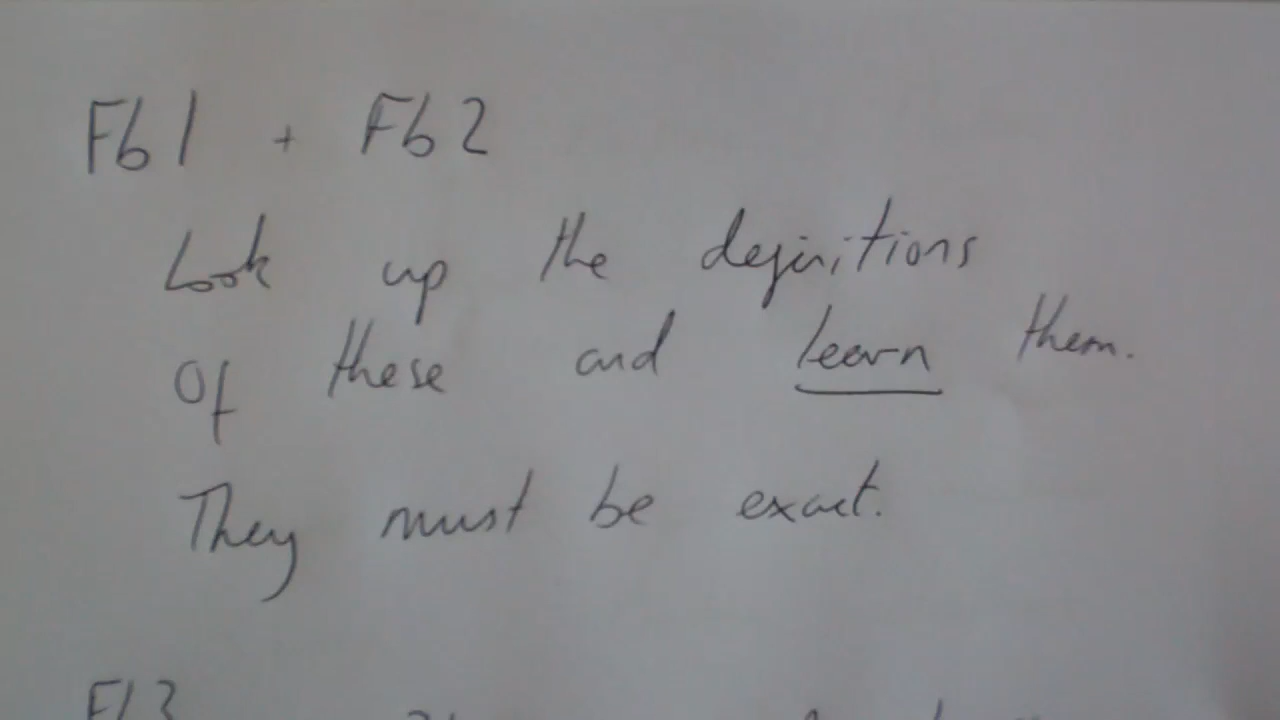 Fb1 + Fb2
Look up the definitions
Of these and learn them.
They must be exact.